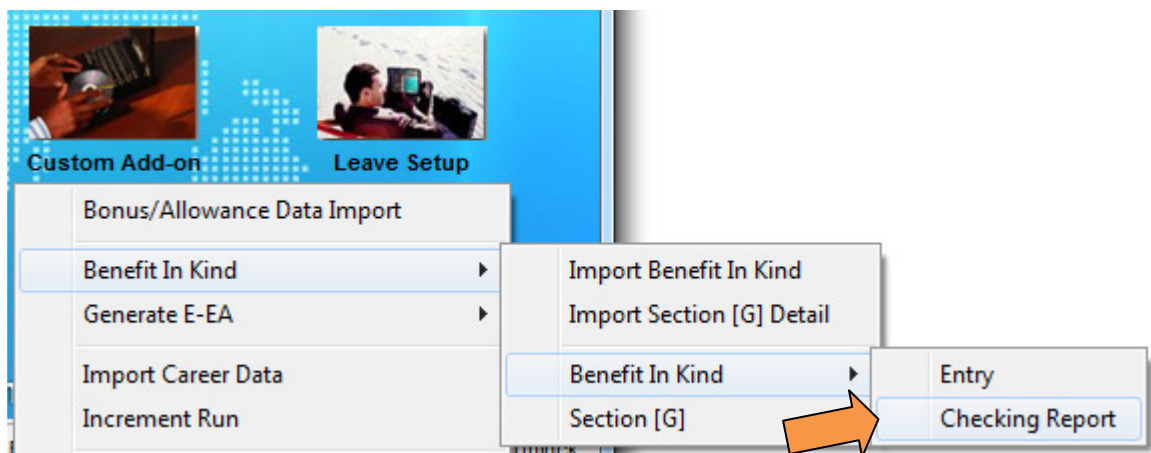 Custom Add-on
Leave Setup
Bonus/Allowance Data Import
Benefit In Kind
Generate E-EA
Import Career Data
Increment Run
Import Benefit In Kind
Import Section [G] Detail
Benefit In Kind
Section [G]
Entry
Checking Report